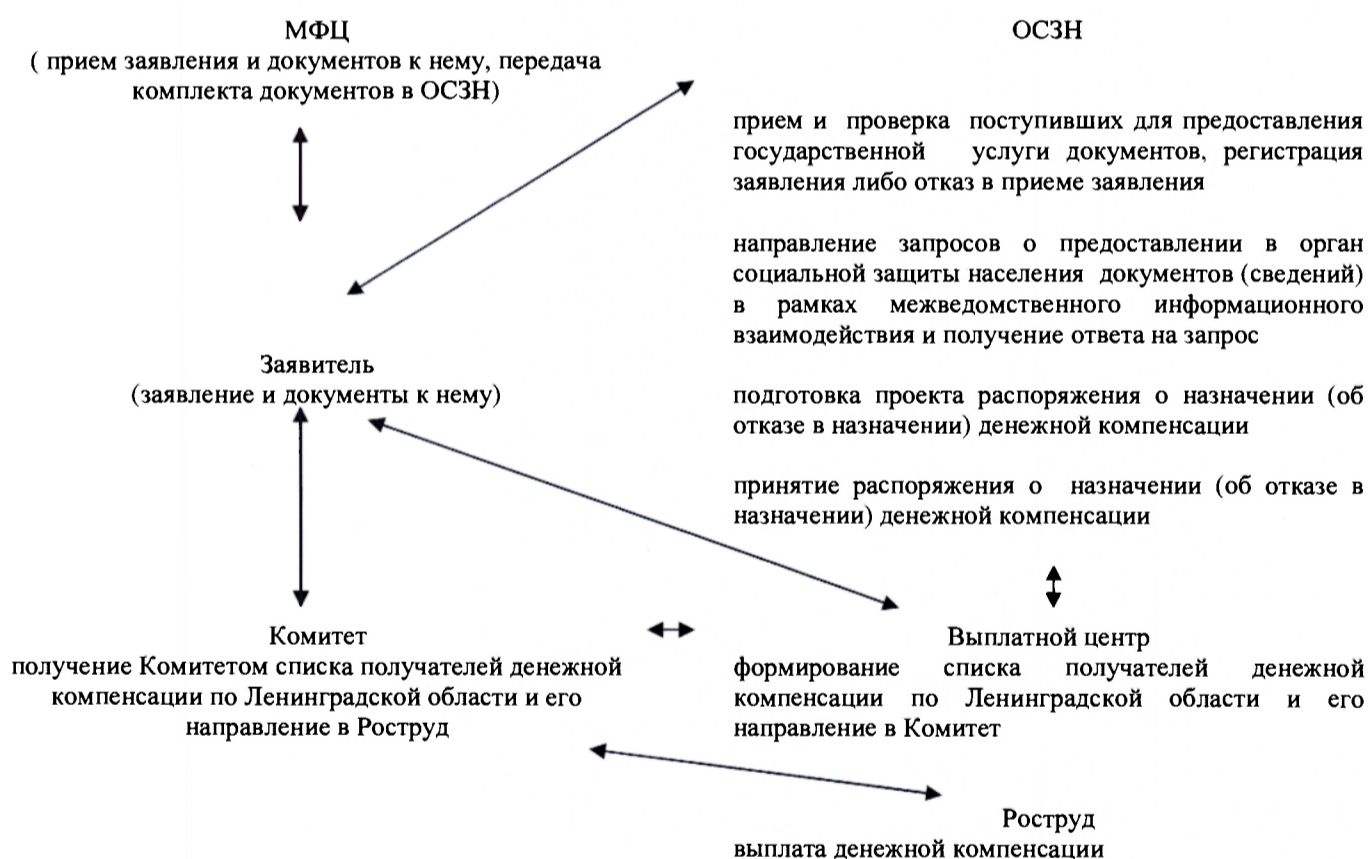 МФЦ
( прием заявления и документов к нему, передача
комплекта документов в ОСЗН)
ОСЗН
прием и проверка поступивших для предоставления
государственной услуги документов, регистрация
заявления либо отказ в приеме заявления
направление запросов о предоставлении в орган
социальной защиты населения документов (сведений)
в рамках межведомственного информационного
взаимодействия и получение ответа на запрос
Заявитель
(заявление и документы к нему)
подготовка проекта распоряжения о назначении (об
отказе в назначении) денежной компенсации
принятие распоряжения о назначении (об отказе в
назначении) денежной компенсации
Комитет
получение Комитетом списка получателей денежной
компенсации по Ленинградской области и его
направление в Роструд
Выплатной центр
формирование списка получателей денежной
компенсации по Ленинградской области и его
направление в Комитет
Роструд
выплата денежной компенсации